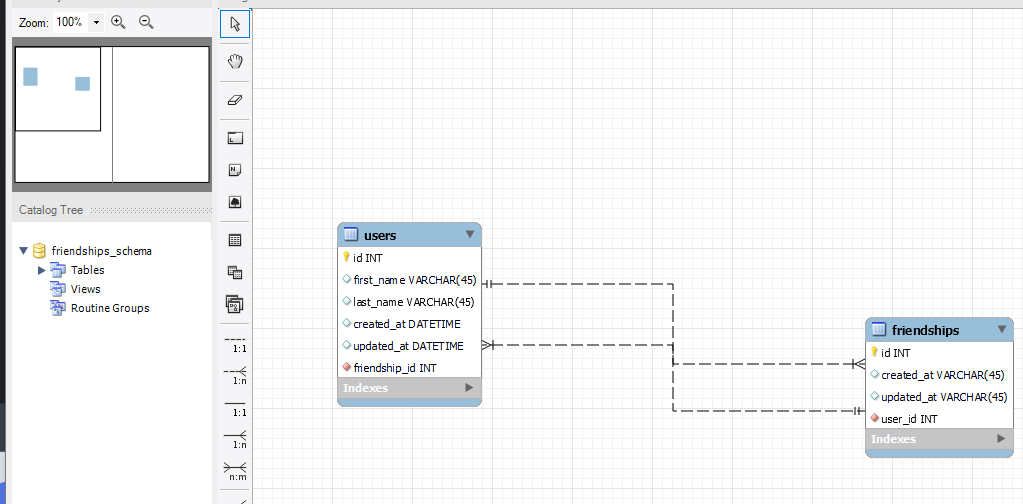 Zoom: 100%
Catalog Tree
friendships_schema
Tables
Views
Routine Groups
1:1
1:n
1:1
1:n
n:m
users
id INT
first_name VARCHAR(45)
last_name VARCHAR(45)
created_at DATETIME
updated_at DATETIME
friendship_id INT
Indexes
friendships
id INT
created_at VARCHAR(45)
updated_at VARCHAR(45)
user_id INT
Indexes